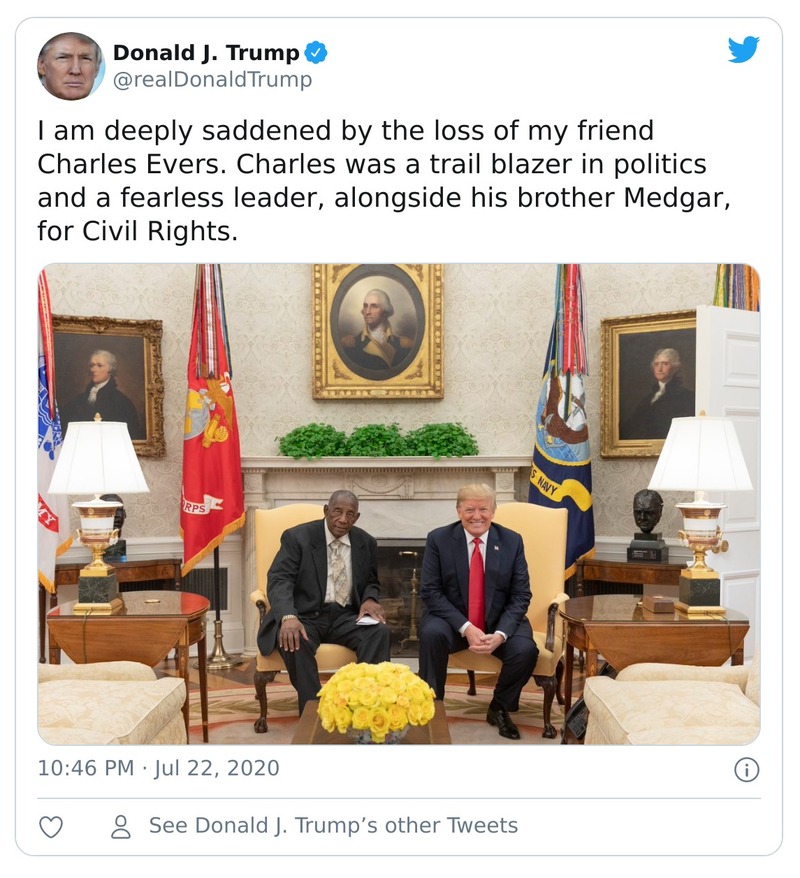 Donald J. Trump
@realDonaldTrump
I am deeply saddened by the loss of my friend
Charles Evers. Charles was a trail blazer in politics
and a fearless leader, alongside his brother Medgar,
for Civil Rights.
MY
RPS
S NAVY
10:46 PM · Jul 22, 2020
See Donald J. Trump’s other Tweets